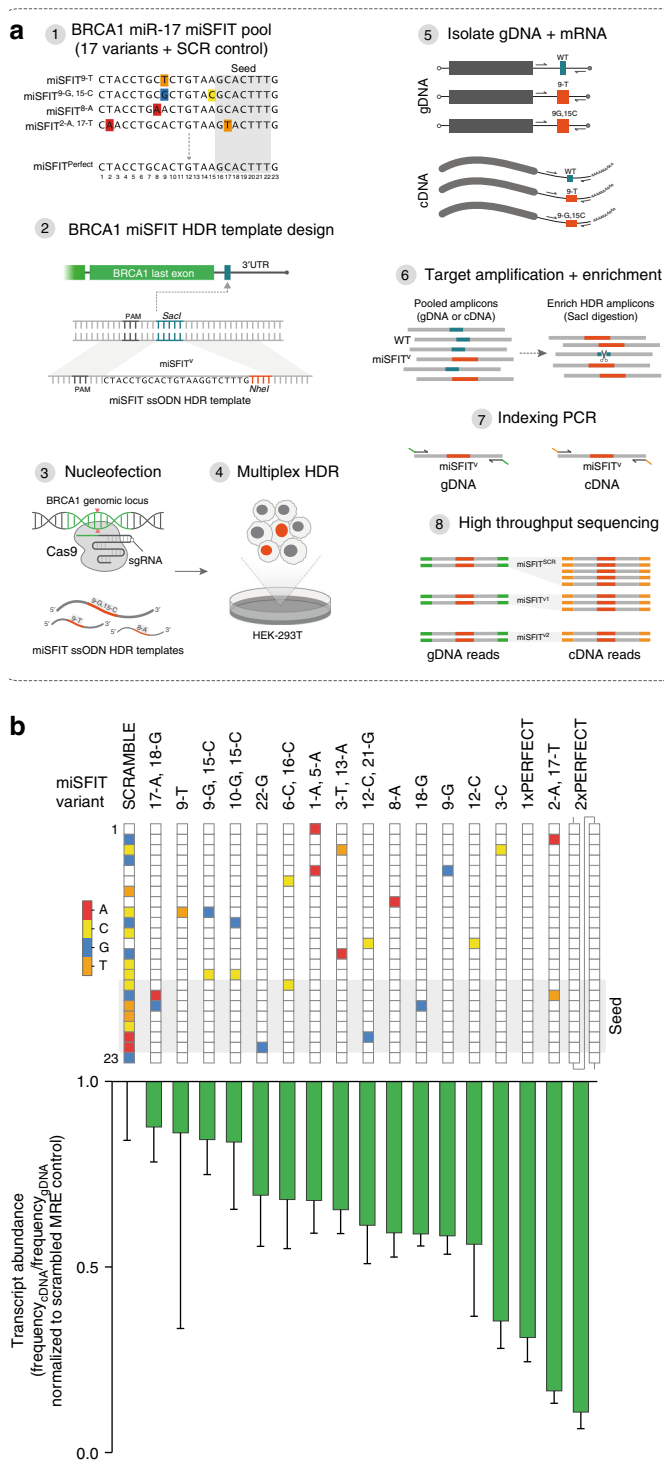 a
1 BRCA1 miR-17 miSFIT pool
(17 variants + SCR control)
Seed
miSFIT9-T CTACCTGCTCTGTAAGCACTTTG
miSFIT9-G, 15-C CTACCTGCGCTGTACGCACTTTG
miSFIT8-A CTACCTGAACTGTAAGCACTTTG
miSFIT2-A, 17-T CAACCTGCACTGTAAGTACTTTG
miSFITPerfect CTACCTGCACTGTAAGCACTTTG
1 2 3 4 5 6 7 8 9 10 11 12 13 14 15 16 17 18 19 20 21 22 23
2 BRCA1 miSFIT HDR template design
BRCA1 last exon
3′UTR
PAM
SacI
miSFITV
CTACCTGCACTGTAAGGTCTTTG
PAM
NheI
miSFIT ssODN HDR template
3 Nucleofection
BRCA1 genomic locus
Cas9
sgRNA
5′ 9-G,15-C 3′
5′ 9-T 3′
8-A 3′
miSFIT ssODN HDR templates
4 Multiplex HDR
HEK-293T
5 Isolate gDNA + mRNA
gDNA
WT
9-T
9G,15C
cDNA
WT
9-T
9-G,15-C
6 Target amplification + enrichment
Pooled amplicons
(gDNA or cDNA)
Enrich HDR amplicons
(SacI digestion)
WT
miSFITV
7 Indexing PCR
miSFITV
gDNA
miSFITV
cDNA
8 High throughput sequencing
miSFITSCR
miSFITV1
miSFITV2
gDNA reads
cDNA reads
b
miSFIT
variant
SCRAMBLE
17-A, 18-G
9-T
9-G, 15-C
10-G, 15-C
22-G
6-C, 16-C
1-A, 5-A
3-T, 13-A
12-C, 21-G
8-A
18-G
9-G
12-C
3-C
1xPERFECT
2-A, 17-T
2xPERFECT
1
A
C
G
T
23
Seed
Transcript abundance
(frequencycDNA/frequencygDNA
normalized to scrambled MRE control)
1.0
0.5
0.0